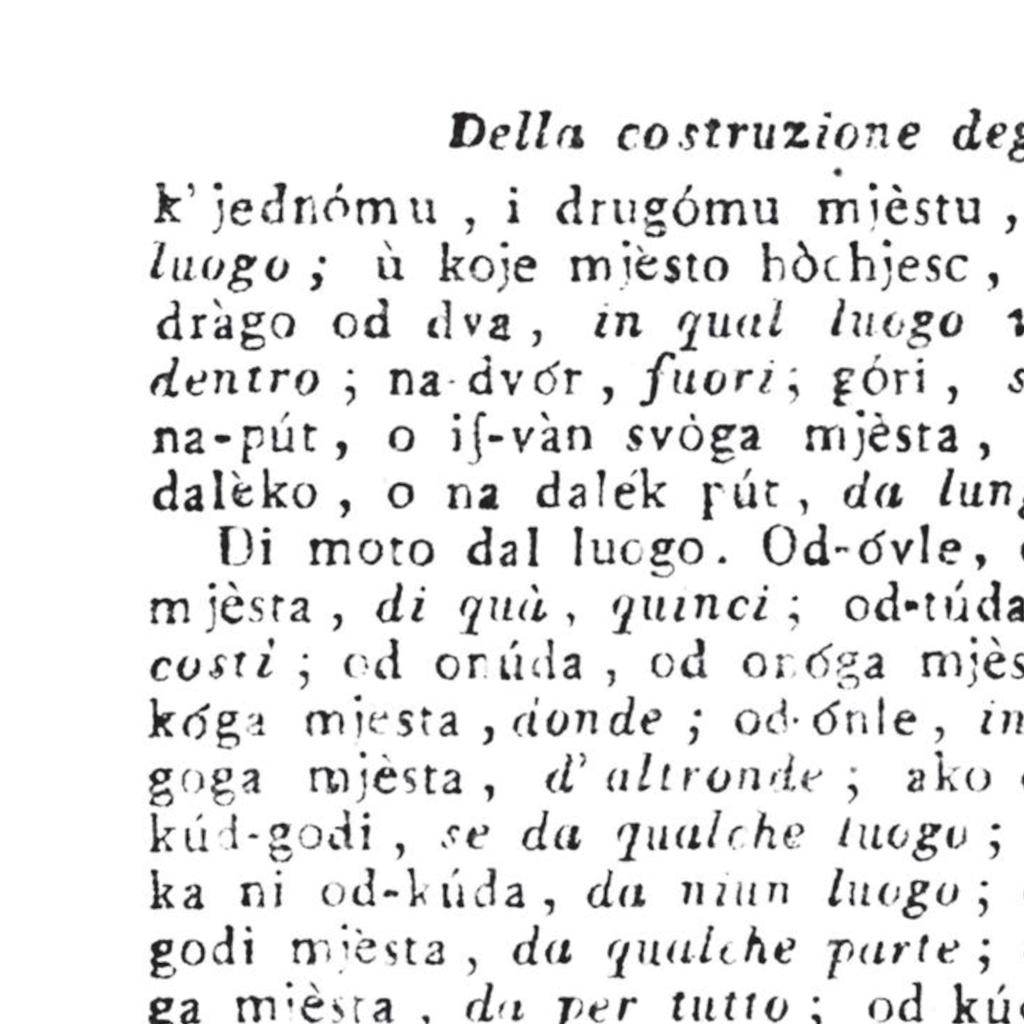 Della costruzione deg
k' jednómu , i drugómu mjèstu ,
luogo ; ù koje mjèsto hòchjesc ,
dràgo od dva , in qual luogo
dentro ; na-dvór , fuori ; góri , s
na-pút , o iʃ-vàn svòga mjèsta ,
dalèko , o na dalék pút , da lung
Di moto dal luogo. Od-óvle,
mjèsta , di quà , quinci ; od-túda
costì ; od onúda , od onóga mjès
kóga mjesta , donde ; od-ónle , in
goga mjèsta , d' altronde ; ako
kúd-godi , se da qualche luogo ;
ka ni od-kúda , da niun luogo ;
godi mjèsta , da qualche parte ;
ga mjèsta , da per tutto ; od kú